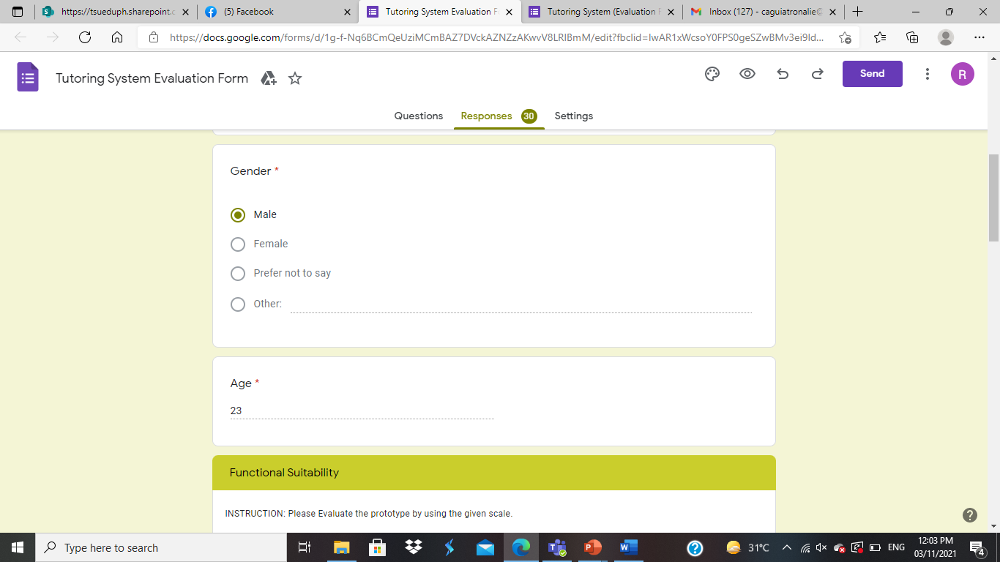 https://tsueduph.sharepoint.c
(5) Facebook
Tutoring System Evaluation F
Tutoring System (Evaluation F
Inbox (127) - caguiatronalie@
https://docs.google.com/forms/d/1g-f-Nq6BCmQeUziMCmBAZ7DVckAZNZzAKwvV8LRIBmM/edit?fbclid=IwAR1xWcsoY0FPS0geSZwBMv3ei9Id...
Tutoring System Evaluation Form
Send
R
Questions
Responses 30
Settings
Gender *
Male
Female
Prefer not to say
Other:
Age *
23
Functional Suitability
INSTRUCTION: Please Evaluate the prototype by using the given scale.
Type here to search
31°C
ENG
12:03 PM
03/11/2021
4